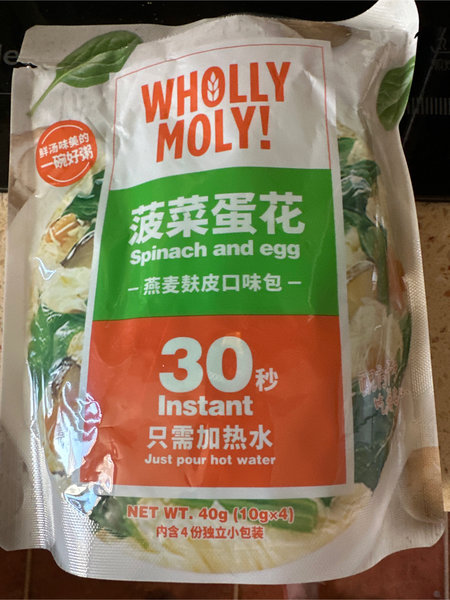 WHOLLY
MOLY!
鲜汤味美的
一碗好粥
菠菜蛋花
Spinach and egg
燕麦麸皮口味包
30秒
Instant
只需加热水
Just pour hot water
NET WT. 40g (10g×4)
内含4份独立小包装